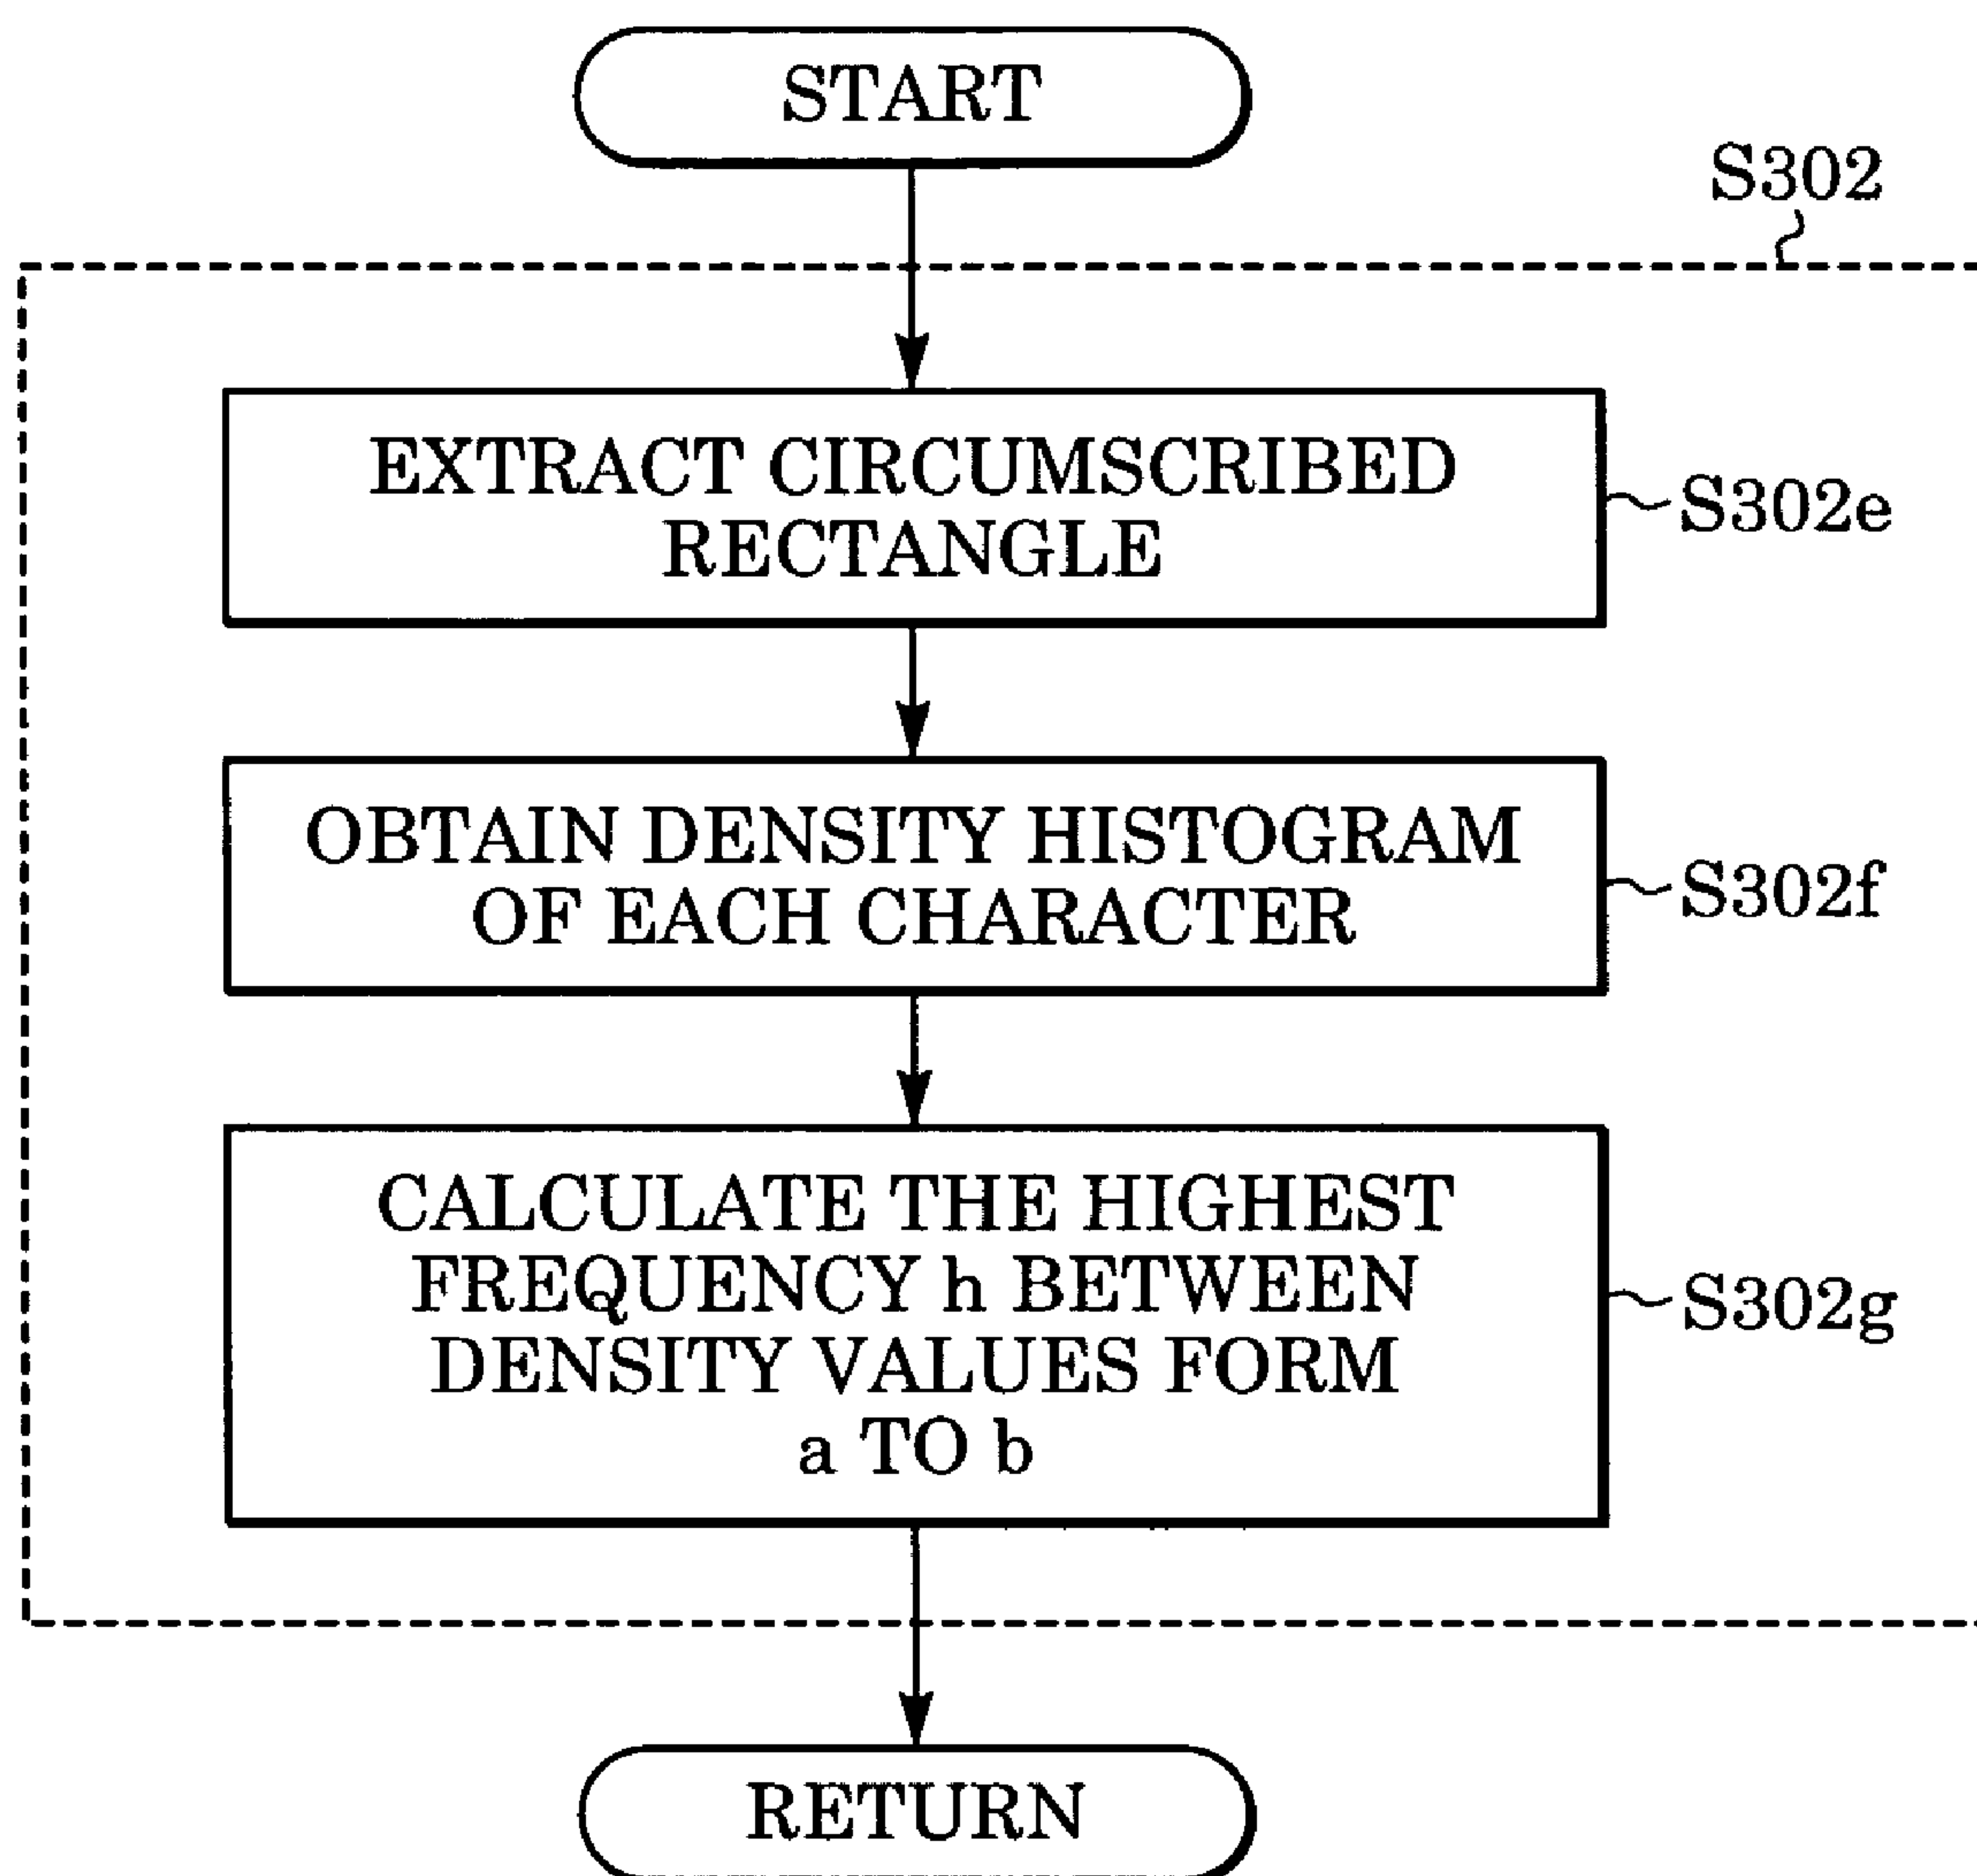 START
S302
EXTRACT CIRCUMSCRIBED
RECTANGLE
S302e
OBTAIN DENSITY HISTOGRAM
OF EACH CHARACTER
S302f
CALCULATE THE HIGHEST
FREQUENCY h BETWEEN
DENSITY VALUES FORM
a TO b
S302g
RETURN